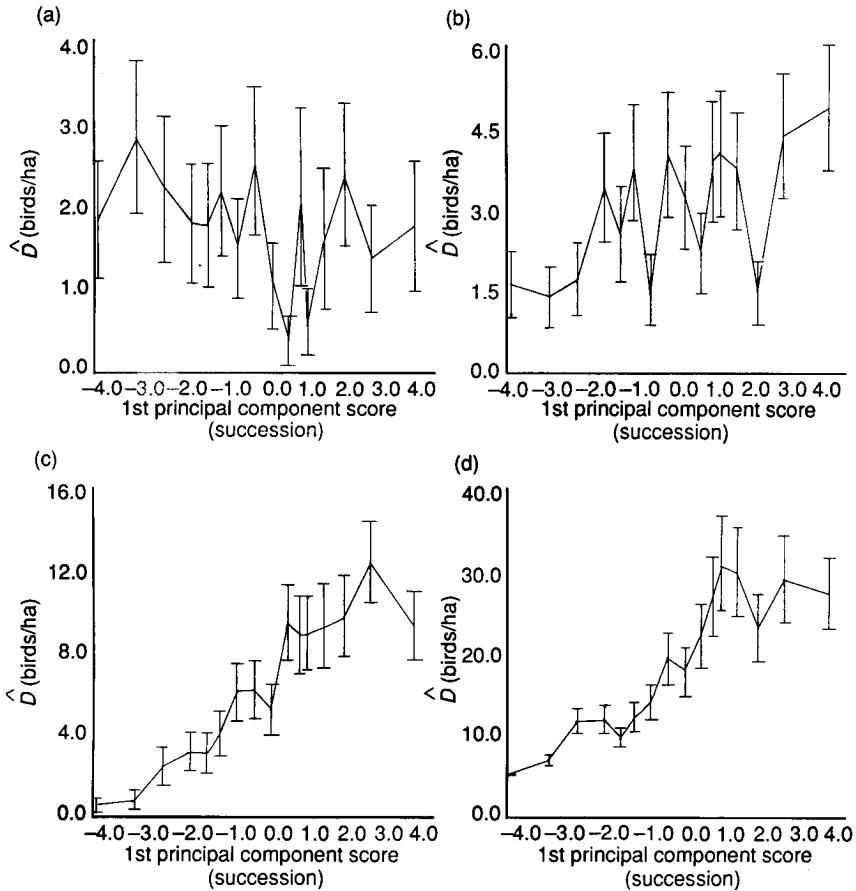 (a)
4.0
3.0
2.0
1.0
0.0
^D (birds/ha)
−4.0 −3.0 −2.0 −1.0 0.0 1.0 2.0 3.0 4.0
1st principal component score
(succession)
(b)
6.0
4.5
3.0
1.5
0.0
^D (birds/ha)
−4.0 −3.0 −2.0 −1.0 0.0 1.0 2.0 3.0 4.0
1st principal component score
(succession)
(c)
16.0
12.0
8.0
4.0
0.0
^D (birds/ha)
−4.0 −3.0 −2.0 −1.0 0.0 1.0 2.0 3.0 4.0
1st principal component score
(succession)
(d)
40.0
30.0
20.0
10.0
0.0
^D (birds/ha)
−4.0 −3.0 −2.0 −1.0 0.0 1.0 2.0 3.0 4.0
1st principal component score
(succession)